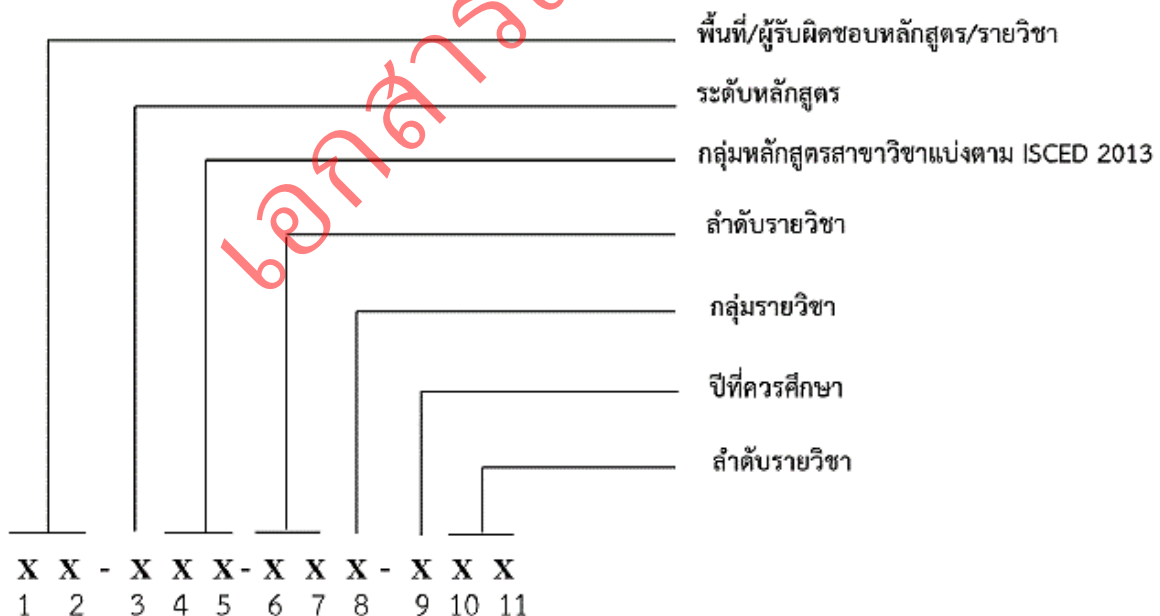 พื้นที่/ผู้รับผิดชอบหลักสูตร/รายวิชา
ระดับหลักสูตร
กลุ่มหลักสูตรสาขาวิชาแบ่งตาม ISCED 2013
ลำดับรายวิชา
กลุ่มรายวิชา
ปีที่ควรศึกษา
ลำดับรายวิชา
X X - X X X - X X X - X X X
1 2 3 4 5 6 7 8 9 10 11
เอกสาร